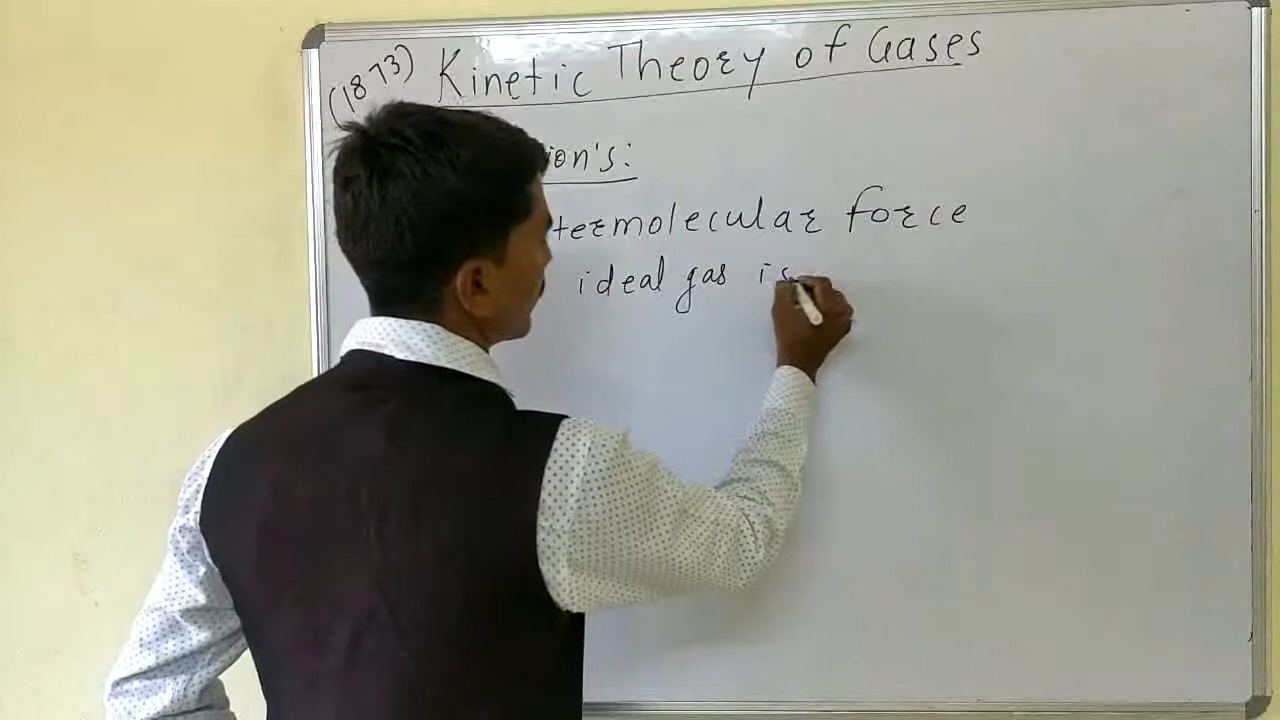 (1873) Kinetic Theory of Gases
ion's:
termolecular force
ideal gas is